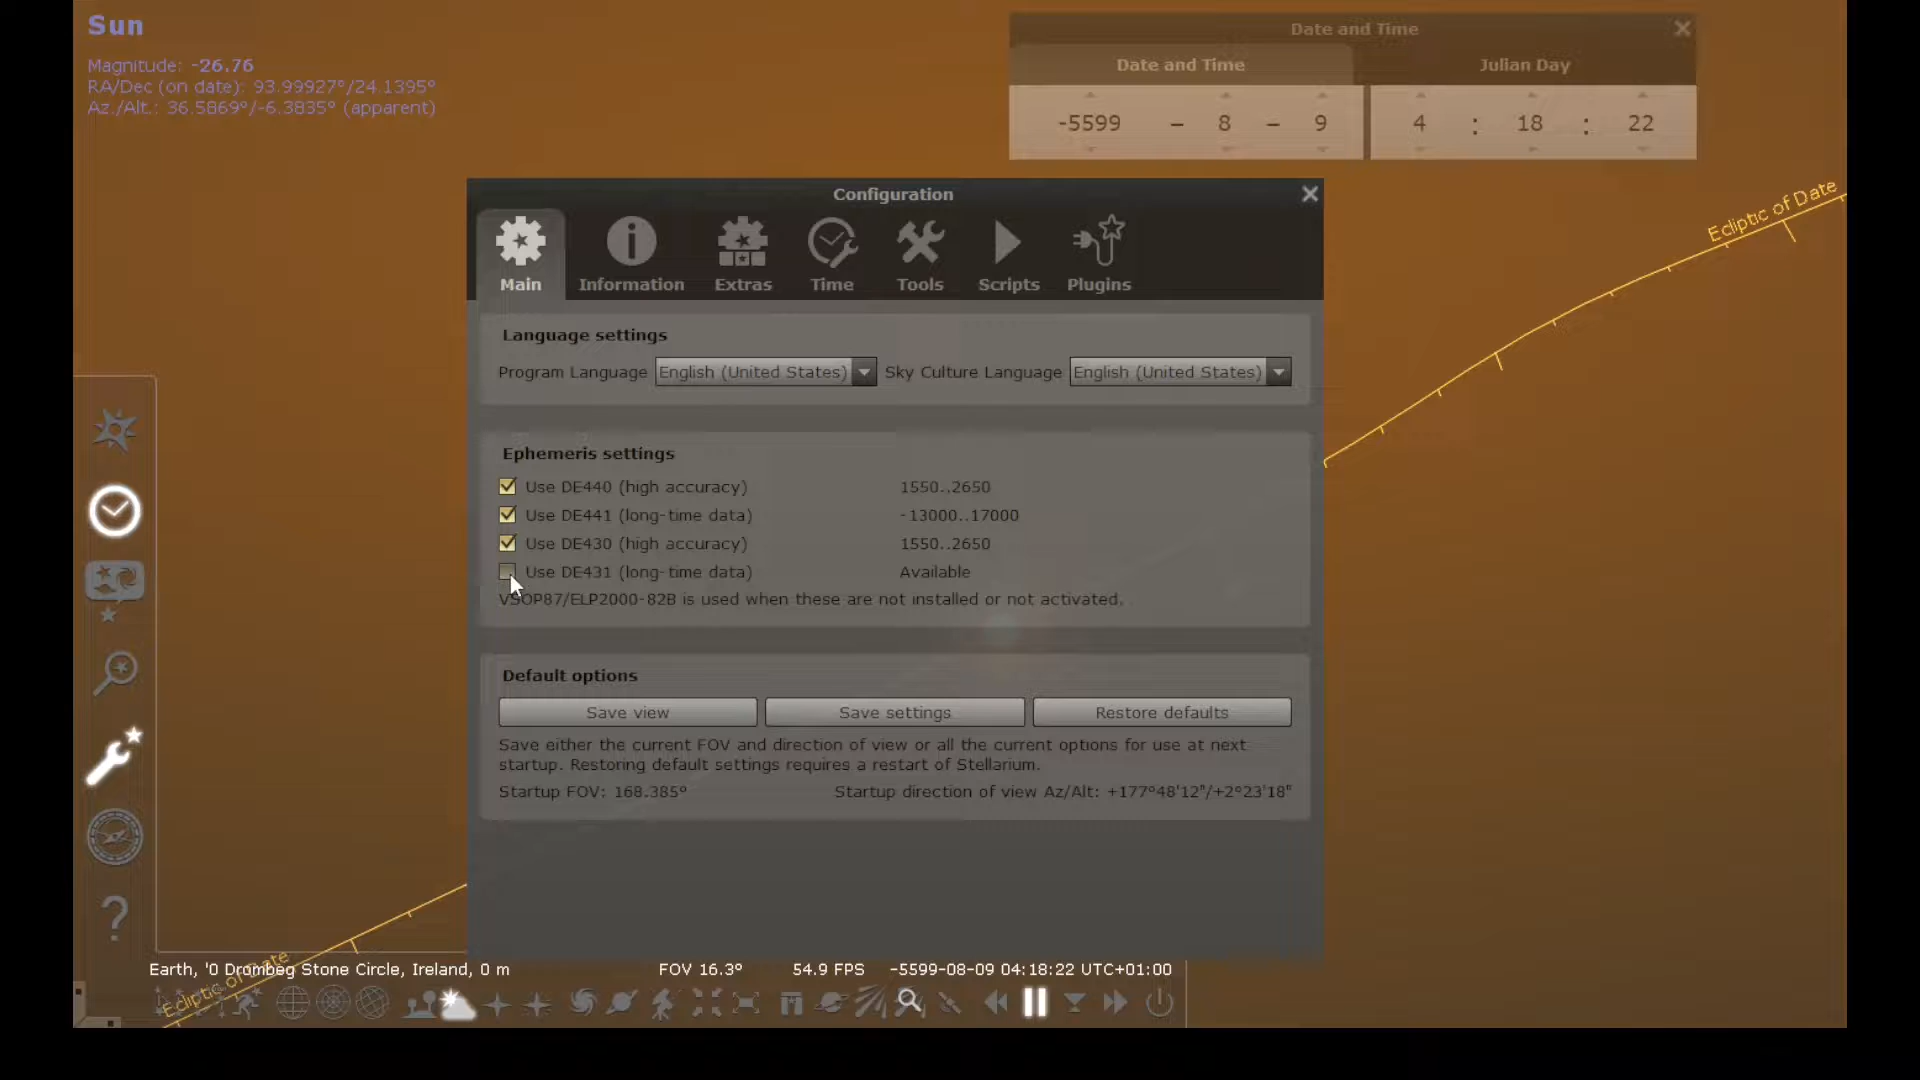 Sun
Magnitude: -26.76
RA/Dec (on date): 93.99927°/24.1395°
Az./Alt.: 36.5869°/-6.3835° (apparent)
Date and Time
Date and Time
Julian Day
-5599 – 8 – 9
4 : 18 : 22
Ecliptic of Date
Configuration
Main
Information
Extras
Time
Tools
Scripts
Plugins
Language settings
Program Language English (United States) Sky Culture Language English (United States)
Ephemeris settings
Use DE440 (high accuracy) 1550..2650
Use DE441 (long-time data) -13000..17000
Use DE430 (high accuracy) 1550..2650
Use DE431 (long-time data) Available
VSOP87/ELP2000-82B is used when these are not installed or not activated.
Default options
Save view
Save settings
Restore defaults
Save either the current FOV and direction of view or all the current options for use at next
startup. Restoring default settings requires a restart of Stellarium.
Startup FOV: 168.385°
Startup direction of view Az/Alt: +177°48'12"/+2°23'18"
Ecliptic of Date
Earth, '0 Drombeg Stone Circle, Ireland, 0 m
FOV 16.3°
54.9 FPS
-5599-08-09 04:18:22 UTC+01:00